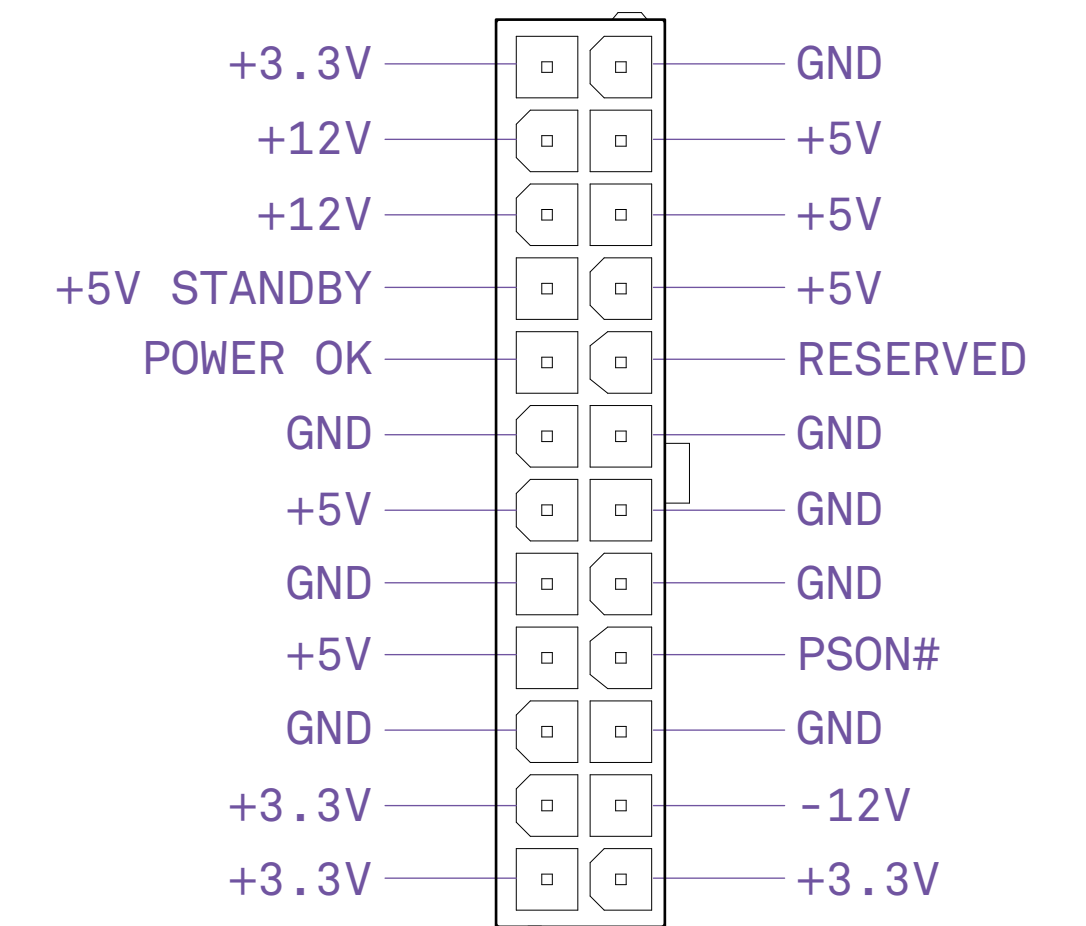 +3.3V GND
+12V +5V
+12V +5V
+5V STANDBY +5V
POWER OK RESERVED
GND GND
+5V GND
GND GND
+5V PSON#
GND GND
+3.3V -12V
+3.3V +3.3V